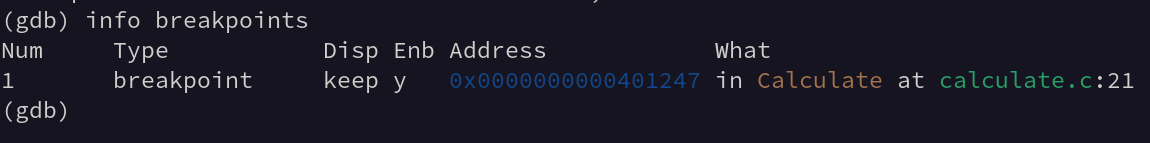 (gdb) info breakpoints
Num     Type           Disp Enb Address            What
1       breakpoint     keep y   0x0000000000401247 in Calculate at calculate.c:21
(gdb)